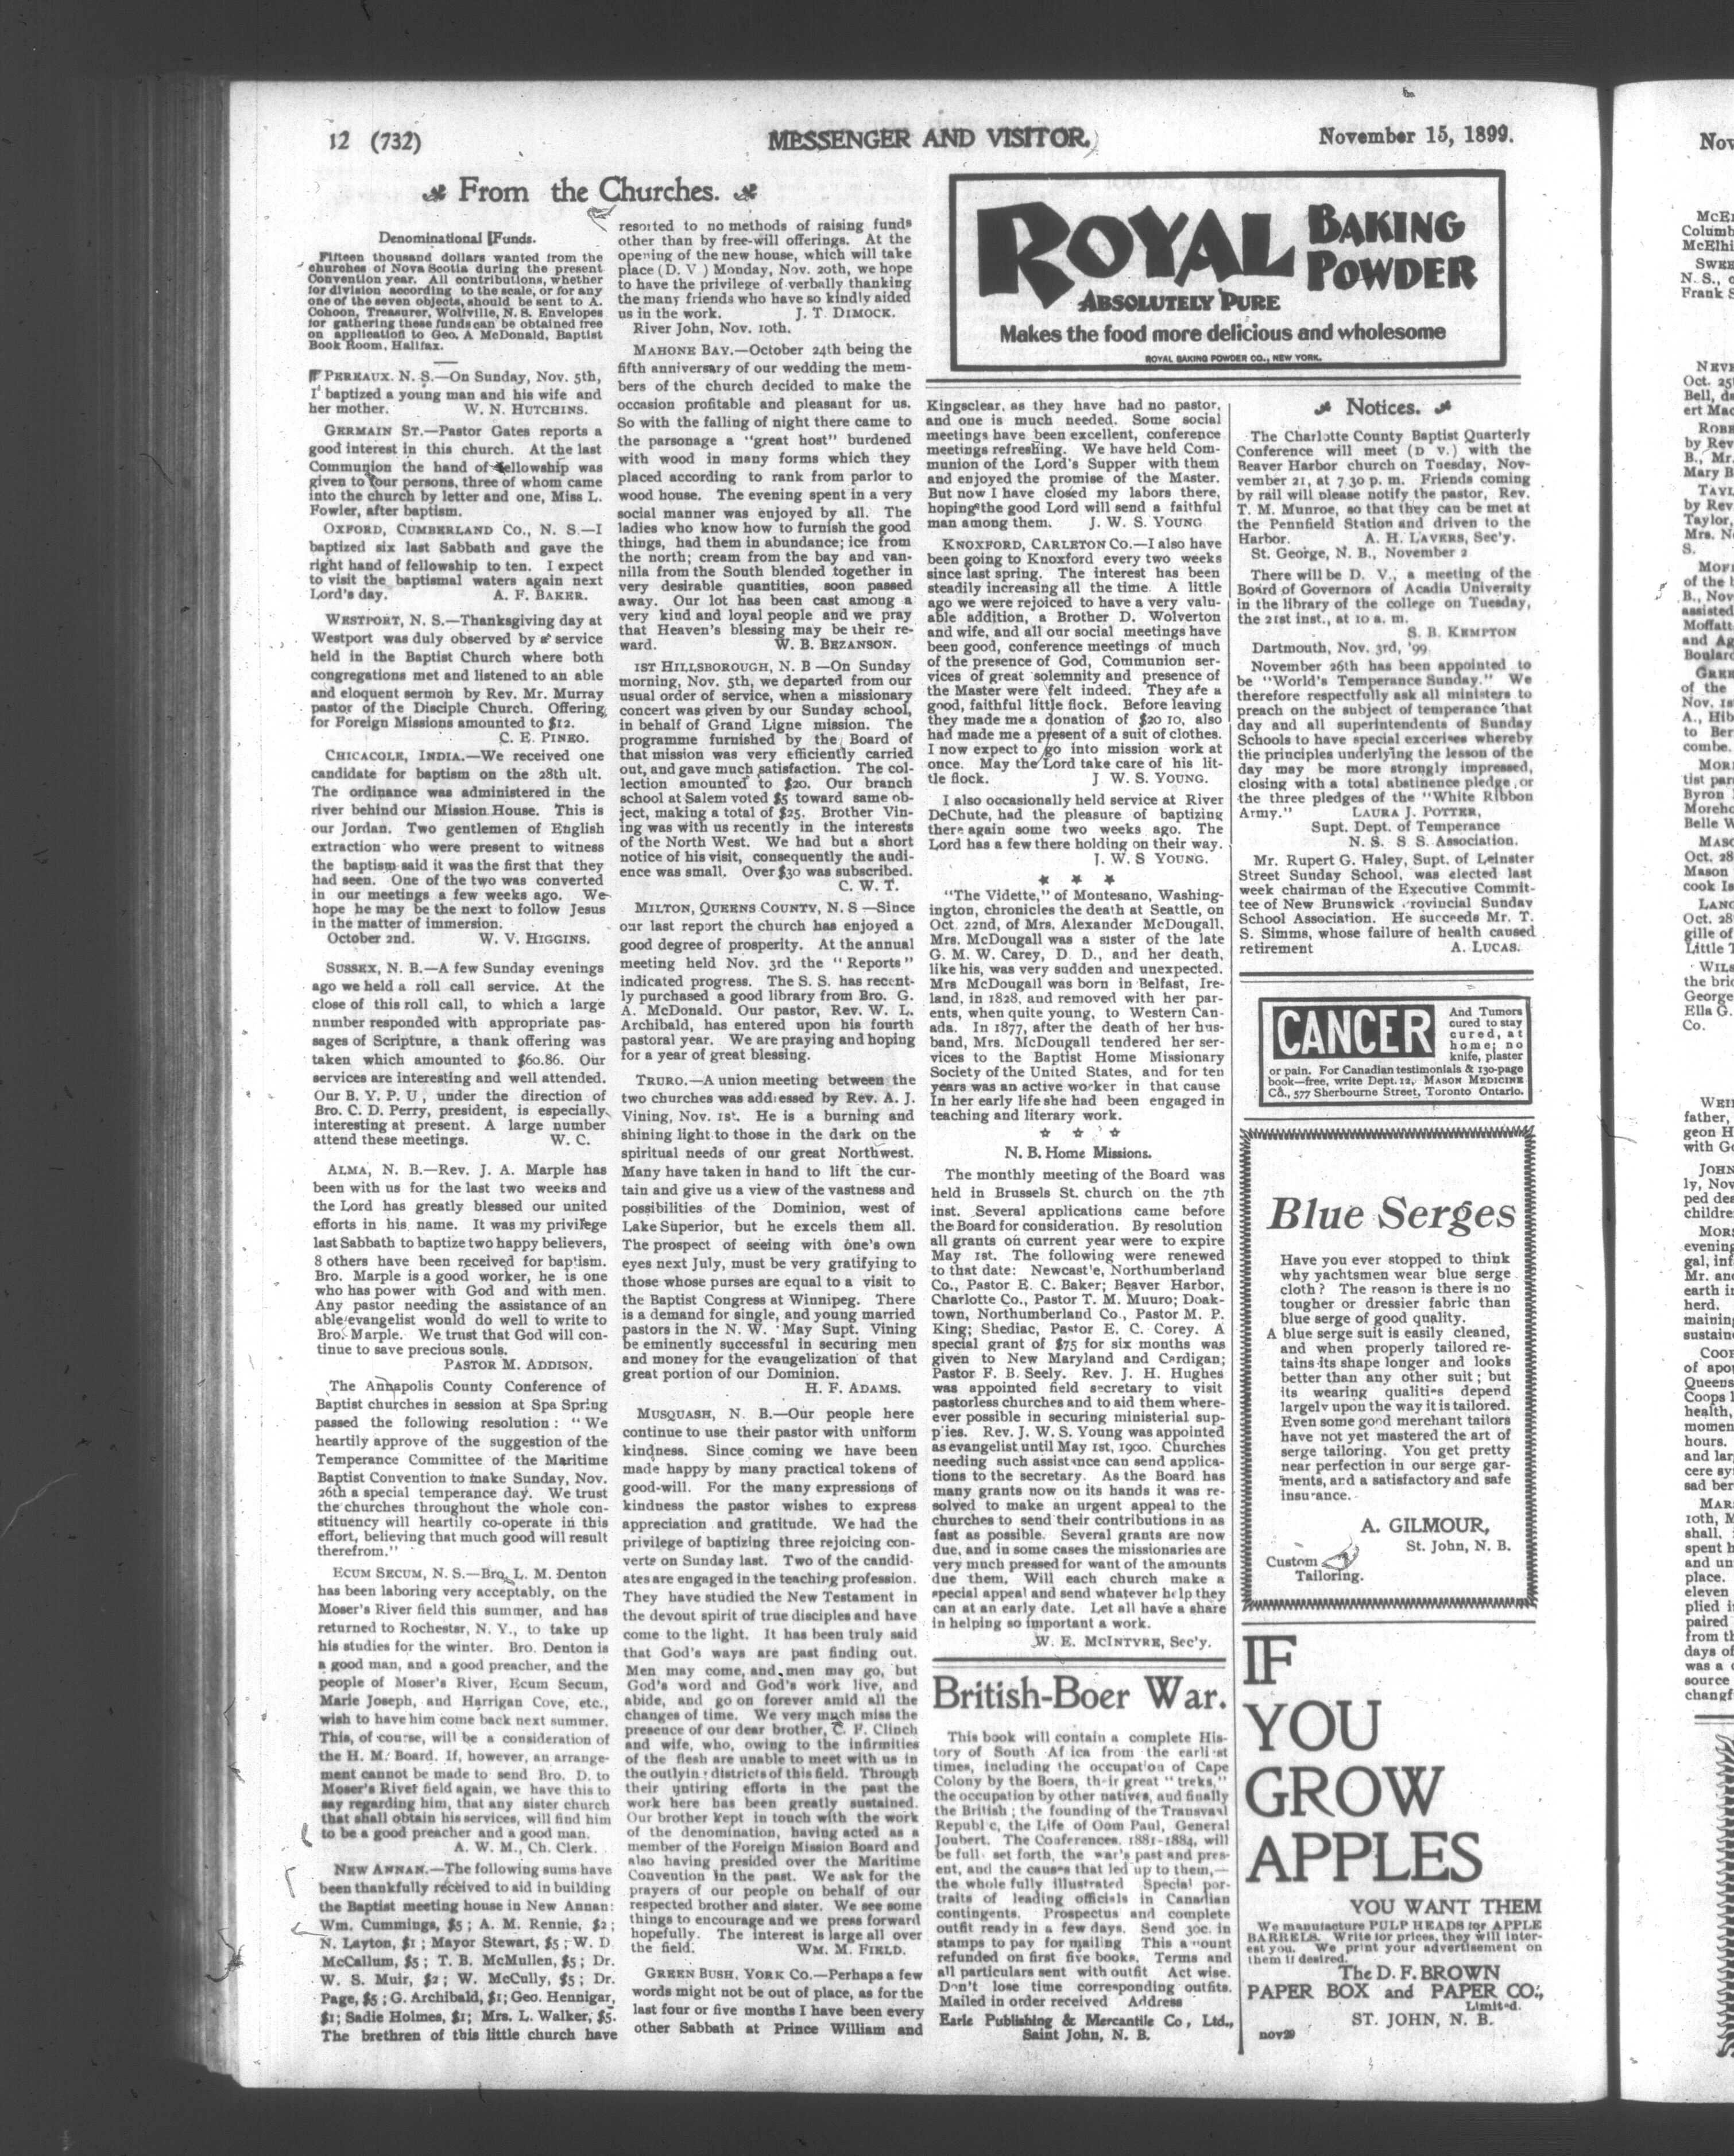 12 (732)
MESSENGER AND VISITOR.
November 15, 1899.
From the Churches.
Denominational Funds.
Fifteen thousand dollars wanted from the
churches of Nova Scotia during the present
Convention year. All contributions, whether
for division according to the scale, or for any
one of the seven objects, should be sent to A.
Cohoon, Treasurer, Wolfville, N. S. Envelopes
for gathering these funds can be obtained free
on application to Geo. A McDonald, Baptist
Book Room, Halifax.
PEREAUX. N. S.—On Sunday, Nov. 5th,
I baptized a young man and his wife and
her mother. W. N. HUTCHINS.
GERMAIN ST.—Pastor Gates reports a
good interest in this church. At the last
Communion the hand of fellowship was
given to four persons, three of whom came
into the church by letter and one, Miss L.
Fowler, after baptism.
OXFORD, CUMBERLAND CO., N. S.—I
baptized six last Sabbath and gave the
right hand of fellowship to ten. I expect
to visit the baptismal waters again next
Lord's day. A. F. BAKER.
WESTPORT, N. S.—Thanksgiving day at
Westport was duly observed by a service
held in the Baptist Church where both
congregations met and listened to an able
and eloquent sermon by Rev. Mr. Murray
pastor of the Disciple Church. Offering
for Foreign Missions amounted to $12.
C. E. PINEO.
CHICACOLE, INDIA.—We received one
candidate for baptism on the 28th ult.
The ordinance was administered in the
river behind our Mission House. This is
our Jordan. Two gentlemen of English
extraction who were present to witness
the baptism said it was the first that they
had seen. One of the two was converted
in our meetings a few weeks ago. We
hope he may be the next to follow Jesus
in the matter of immersion.
October 2nd. W. V. HIGGINS.
SUSSEX, N. B.—A few Sunday evenings
ago we held a roll call service. At the
close of this roll call, to which a large
number responded with appropriate pas-
sages of Scripture, a thank offering was
taken which amounted to $60.86. Our
services are interesting and well attended.
Our B. Y. P. U, under the direction of
Bro. C. D. Perry, president, is especially
interesting at present. A large number
attend these meetings. W. C.
ALMA, N. B.—Rev. J. A. Marple has
been with us for the last two weeks and
the Lord has greatly blessed our united
efforts in his name. It was my privilege
last Sabbath to baptize two happy believers,
8 others have been received for baptism.
Bro. Marple is a good worker, he is one
who has power with God and with men.
Any pastor needing the assistance of an
able evangelist would do well to write to
Bro. Marple. We trust that God will con-
tinue to save precious souls.
PASTOR M. ADDISON.
The Annapolis County Conference of
Baptist churches in session at Spa Spring
passed the following resolution : "We
heartily approve of the suggestion of the
Temperance Committee of the Maritime
Baptist Convention to make Sunday, Nov.
26th a special temperance day. We trust
the churches throughout the whole con-
stituency will heartily co-operate in this
effort, believing that much good will result
therefrom."
ECUM SECUM, N. S.—Bro. L. M. Denton
has been laboring very acceptably, on the
Moser's River field this summer, and has
returned to Rochester, N. Y., to take up
his studies for the winter. Bro. Denton is
a good man, and a good preacher, and the
people of Moser's River, Ecum Secum,
Marie Joseph, and Harrigan Cove, etc.,
wish to have him come back next summer.
This, of course, will be a consideration of
the H. M. Board. If, however, an arrange-
ment cannot be made to send Bro. D. to
Moser's River field again, we have this to
say regarding him, that any sister church
that shall obtain his services, will find him
to be a good preacher and a good man.
A. W. M., Ch. Clerk.
NEW ANNAN.—The following sums have
been thankfully received to aid in building
the Baptist meeting house in New Annan:
Wm. Cummings, $5 ; A. M. Rennie, $2 ;
N. Layton, $1 ; Mayor Stewart, $5 ; W. D.
McCallum, $5 ; T. B. McMullen, $5 ; Dr.
W. S. Muir, $2 ; W. McCully, $5 ; Dr.
Page, $5 ; G. Archibald, $1; Geo. Hennigar,
$1; Sadie Holmes, $1; Mrs. L. Walker, $5.
The brethren of this little church have
resorted to no methods of raising funds
other than by free-will offerings. At the
opening of the new house, which will take
place (D. V ) Monday, Nov. 20th, we hope
to have the privilege of verbally thanking
the many friends who have so kindly aided
us in the work. J. T. DIMOCK.
River John, Nov. 10th.
MAHONE BAY.—October 24th being the
fifth anniversary of our wedding the mem-
bers of the church decided to make the
occasion profitable and pleasant for us.
So with the falling of night there came to
the parsonage a "great host" burdened
with wood in many forms which they
placed according to rank from parlor to
wood house. The evening spent in a very
social manner was enjoyed by all. The
ladies who know how to furnish the good
things, had them in abundance; ice from
the north; cream from the bay and van-
nilla from the South blended together in
very desirable quantities, soon passed
away. Our lot has been cast among a
very kind and loyal people and we pray
that Heaven's blessing may be their re-
ward. W. B. BEZANSON.
1ST HILLSBOROUGH, N. B —On Sunday
morning, Nov. 5th, we departed from our
usual order of service, when a missionary
concert was given by our Sunday school,
in behalf of Grand Ligne mission. The
programme furnished by the Board of
that mission was very efficiently carried
out, and gave much satisfaction. The col-
lection amounted to $20. Our branch
school at Salem voted $5 toward same ob-
ject, making a total of $25. Brother Vin-
ing was with us recently in the interests
of the North West. We had but a short
notice of his visit, consequently the audi-
ence was small. Over $30 was subscribed.
C. W. T.
MILTON, QUEENS COUNTY, N. S —Since
our last report the church has enjoyed a
good degree of prosperity. At the annual
meeting held Nov. 3rd the "Reports"
indicated progress. The S. S. has recent-
ly purchased a good library from Bro. G.
A. McDonald. Our pastor, Rev. W. L.
Archibald, has entered upon his fourth
pastoral year. We are praying and hoping
for a year of great blessing.
TRURO.—A union meeting between the
two churches was addressed by Rev. A. J.
Vining, Nov. 1st. He is a burning and
shining light to those in the dark on the
spiritual needs of our great Northwest.
Many have taken in hand to lift the cur-
tain and give us a view of the vastness and
possibilities of the Dominion, west of
Lake Superior, but he excels them all.
The prospect of seeing with one's own
eyes next July, must be very gratifying to
those whose purses are equal to a visit to
the Baptist Congress at Winnipeg. There
is a demand for single, and young married
pastors in the N. W. May Supt. Vining
be eminently successful in securing men
and money for the evangelization of that
great portion of our Dominion.
H. F. ADAMS.
MUSQUASH, N. B.—Our people here
continue to use their pastor with uniform
kindness. Since coming we have been
made happy by many practical tokens of
good-will. For the many expressions of
kindness the pastor wishes to express
appreciation and gratitude. We had the
privilege of baptizing three rejoicing con-
verts on Sunday last. Two of the candid-
ates are engaged in the teaching profession.
They have studied the New Testament in
the devout spirit of true disciples and have
come to the light. It has been truly said
that God's ways are past finding out.
Men may come, and men may go, but
God's word and God's work live, and
abide, and go on forever amid all the
changes of time. We very much miss the
presence of our dear brother, C. F. Clinch
and wife, who, owing to the infirmities
of the flesh are unable to meet with us in
the outlyin districts of this field. Through
their untiring efforts in the past the
work here has been greatly sustained.
Our brother kept in touch with the work
of the denomination, having acted as a
member of the Foreign Mission Board and
also having presided over the Maritime
Convention in the past. We ask for the
prayers of our people on behalf of our
respected brother and sister. We see some
things to encourage and we press forward
hopefully. The interest is large all over
the field. WM. M. FIELD.
GREEN BUSH, YORK CO.—Perhaps a few
words might not be out of place, as for the
last four or five months I have been every
other Sabbath at Prince William and
ROYAL BAKING
POWDER
ABSOLUTELY PURE
Makes the food more delicious and wholesome
ROYAL BAKING POWDER CO., NEW YORK.
Kingsclear, as they have had no pastor,
and one is much needed. Some social
meetings have been excellent, conference
meetings refreshing. We have held Com-
munion of the Lord's Supper with them
and enjoyed the promise of the Master.
But now I have closed my labors there,
hoping the good Lord will send a faithful
man among them. J. W. S. YOUNG
KNOXFORD, CARLETON CO.—I also have
been going to Knoxford every two weeks
since last spring. The interest has been
steadily increasing all the time. A little
ago we were rejoiced to have a very valu-
able addition, a Brother D. Wolverton
and wife, and all our social meetings have
been good, conference meetings of much
of the presence of God, Communion ser-
vices of great solemnity and presence of
the Master were felt indeed. They afe a
good, faithful little flock. Before leaving
they made me a donation of $20 10, also
had made me a present of a suit of clothes.
I now expect to go into mission work at
once. May the Lord take care of his lit-
tle flock. J. W. S. YOUNG.
I also occasionally held service at River
DeChute, had the pleasure of baptizing
there again some two weeks ago. The
Lord has a few there holding on their way.
J. W. S YOUNG.
"The Vidette," of Montesano, Washing-
ington, chronicles the death at Seattle, on
Oct. 22nd, of Mrs. Alexander McDougall.
Mrs. McDougall was a sister of the late
G. M. W. Carey, D. D., and her death,
like his, was very sudden and unexpected.
Mrs McDougall was born in Belfast, Ire-
land, in 1828, aud removed with her par-
ents, when quite young, to Western Can-
ada. In 1877, after the death of her hus-
band, Mrs. McDougall tendered her ser-
vices to the Baptist Home Missionary
Society of the United States, and for ten
years was an active worker in that cause
In her early life she had been engaged in
teaching and literary work.
N. B. Home Missions.
The monthly meeting of the Board was
held in Brussels St. church on the 7th
inst. Several applications came before
the Board for consideration. By resolution
all grants on current year were to expire
May 1st. The following were renewed
to that date: Newcast'e, Northumberland
Co., Pastor E. C. Baker; Beaver Harbor,
Charlotte Co., Pastor T. M. Muuro; Doak-
town, Northumberland Co., Pastor M. P.
King; Shediac, Pastor E. C. Corey. A
special grant of $75 for six months was
given to New Maryland and Cardigan;
Pastor F. B. Seely. Rev. J. H. Hughes
was appointed field secretary to visit
pastorless churches and to aid them where-
ever possible in securing ministerial sup-
p'ies. Rev. J. W. S. Young was appointed
as evangelist until May 1st, 1900. Churches
needing such assistance can send applica-
tions to the secretary. As the Board has
many grants now on its hands it was re-
solved to make an urgent appeal to the
churches to send their contributions in as
fast as possible. Several grants are now
due, and in some cases the missionaries are
very much pressed for want of the amounts
due them. Will each church make a
special appeal and send whatever help they
can at an early date. Let all have a share
in helping so important a work.
W. E. MCINTYRE, Sec'y.
British-Boer War.
This book will contain a complete His-
tory of South Af ica from the earliest
times, including the occupation of Cape
Colony by the Boers, their great "treks,"
the occupation by other natives, and finally
the British ; the founding of the Transvaal
Republ c, the Life of Oom Paul, General
Joubert. The Conferences, 1881-1884, will
be full set forth, the war's past and pres-
ent, and the causes that led up to them,—
the whole fully illustrated Special por-
traits of leading officials in Canadian
contingents. Prospectus and complete
outfit ready in a few days. Send 30c. in
stamps to pay for mailing This a ount
refunded on first five books. Terms and
all particulars sent with outfit Act wise.
Don't lose time corresponding outfits.
Mailed in order received Address
Earle Publishing & Mercantile Co, Ltd.,
Saint John, N. B.
Notices.
The Charlotte County Baptist Quarterly
Conference will meet (D V.) with the
Beaver Harbor church on Tuesday, Nov-
vember 21, at 7 30 p. m. Friends coming
by rail will please notify the pastor, Rev.
T. M. Munroe, so that they can be met at
the Pennfield Station and driven to the
Harbor. A. H. LAVERS, Sec'y.
St. George, N. B., November 2
There will be D. V., a meeting of the
Board of Governors of Acadia University
in the library of the college on Tuesday,
the 21st inst., at 10 a. m.
S. B. KEMPTON
Dartmouth, Nov. 3rd, '99
November 26th has been appointed to
be "World's Temperance Sunday." We
therefore respectfully ask all ministers to
preach on the subject of temperance that
day and all superintendents of Sunday
Schools to have special excerises whereby
the principles underlying the lesson of the
day may be more strongly impressed,
closing with a total abstinence pledge or
the three pledges of the "White Ribbon
Army." LAURA J. POTTER,
Supt. Dept. of Temperance
N. S. S S. Association.
Mr. Rupert G. Haley, Supt. of Leinster
Street Sunday School, was elected last
week chairman of the Executive Commit-
tee of New Brunswick rovincial Sunday
School Association. He succeeds Mr. T.
S. Simms, whose failure of health caused
retirement A. LUCAS.
CANCER
And Tumors
cured to stay
cured, at
home; no
knife, plaster
or pain. For Canadian testimonials & 130-page
book—free, write Dept. 12, MASON MEDICINE
CO., 577 Sherbourne Street, Toronto Ontario.
Blue Serges
Have you ever stopped to think
why yachtsmen wear blue serge
cloth? The reason is there is no
tougher or dressier fabric than
blue serge of good quality.
A blue serge suit is easily cleaned,
and when properly tailored re-
tains its shape longer and looks
better than any other suit; but
its wearing qualities depend
largely upon the way it is tailored.
Even some good merchant tailors
have not yet mastered the art of
serge tailoring. You get pretty
near perfection in our serge gar-
ments, and a satisfactory and safe
insurance.
A. GILMOUR,
St. John, N. B.
Custom
Tailoring.
IF
YOU
GROW
APPLES
YOU WANT THEM
We manufacture PULP HEADS for APPLE
BARRELS. Write for prices, they will inter-
est you. We print your advertisement on
them if desired.
The D. F. BROWN
PAPER BOX and PAPER CO.,
Limited.
ST. JOHN, N. B.
nov29